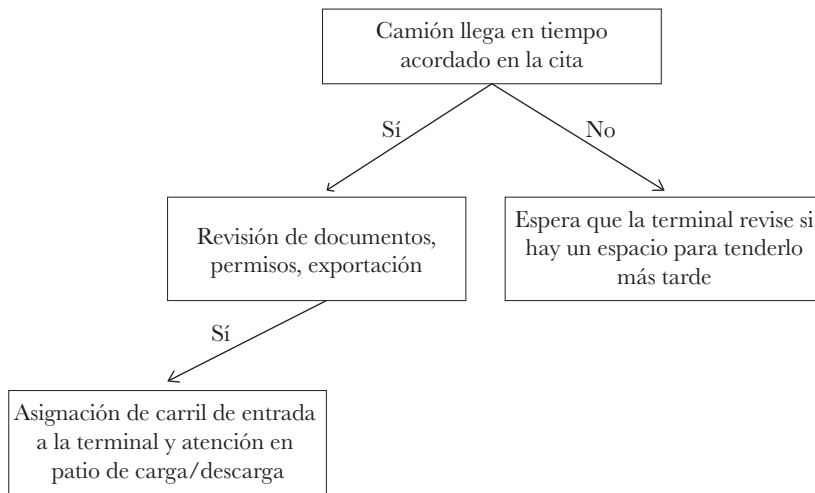 Camión llega en tiempo
acordado en la cita
Sí
No
Revisión de documentos,
permisos, exportación
Espera que la terminal revise si
hay un espacio para tenderlo
más tarde
Sí
Asignación de carril de entrada
a la terminal y atención en
patio de carga/descarga